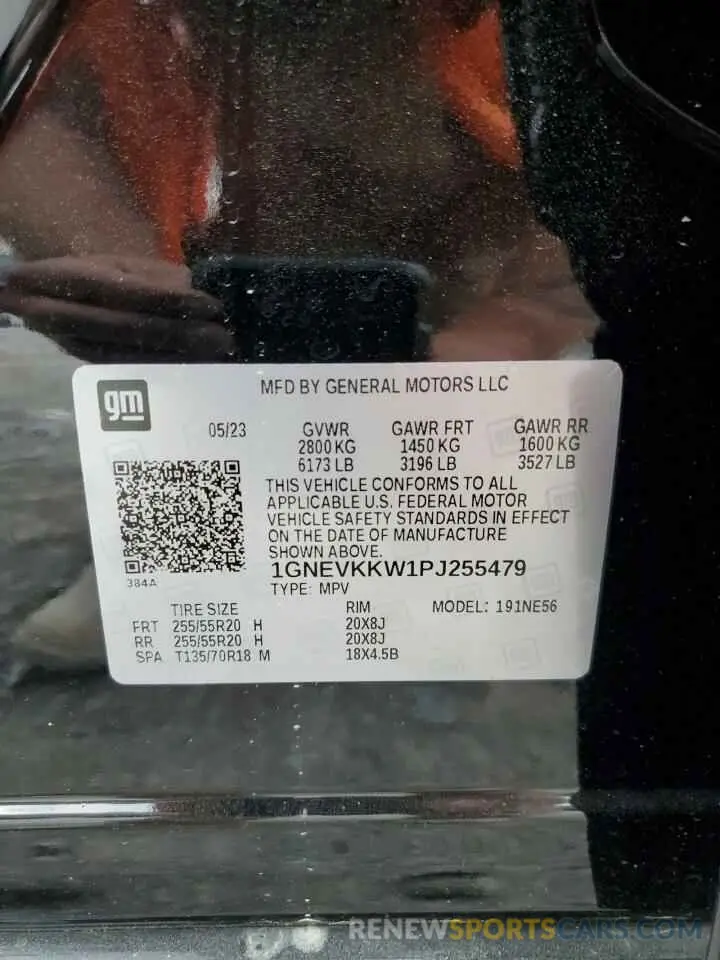 gm
MFD BY GENERAL MOTORS LLC
05/23 GVWR GAWR FRT GAWR RR
2800 KG 1450 KG 1600 KG
6173 LB 3196 LB 3527 LB
THIS VEHICLE CONFORMS TO ALL
APPLICABLE U.S. FEDERAL MOTOR
VEHICLE SAFETY STANDARDS IN EFFECT
ON THE DATE OF MANUFACTURE
SHOWN ABOVE.
384A
1GNEVKKW1PJ255479
TYPE: MPV
TIRE SIZE RIM MODEL: 191NE56
FRT 255/55R20 H 20X8J
RR 255/55R20 H 20X8J
SPA T135/70R18 M 18X4.5B
RENEWSPORTSCARS.COM